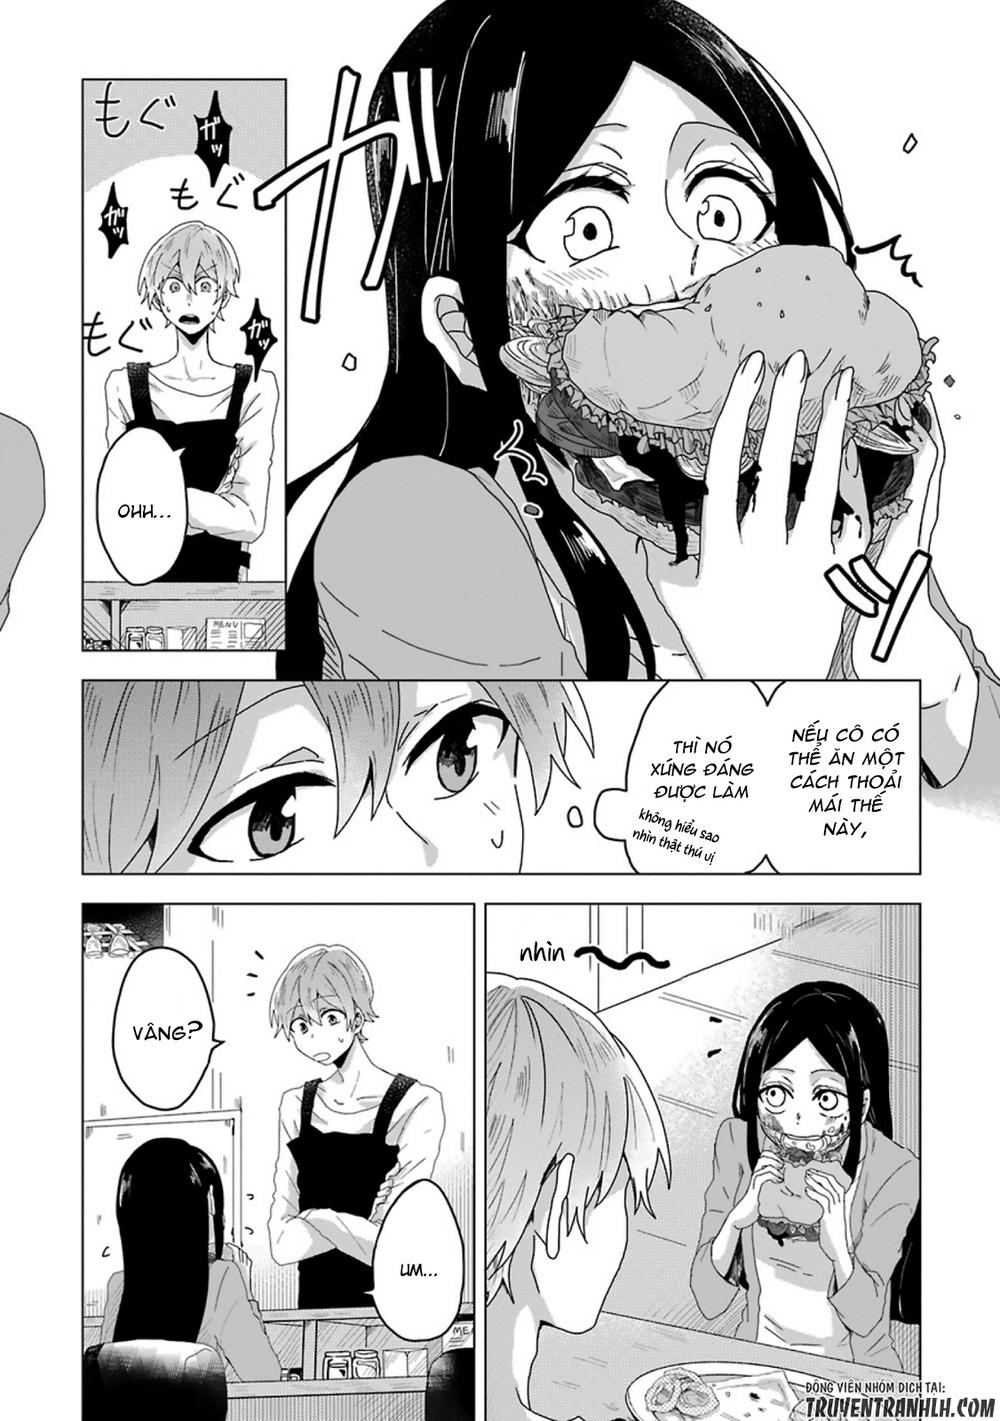 ガブ
もぐ
ガッ
もぐ
ガッ
もぐ
ガッ
OHH...
MENU
NẾU CÔ CÓ
THỂ ĂN MỘT
CÁCH THOẢI
MÁI THẾ
NÀY,
THÌ NÓ
XỨNG ĐÁNG
ĐƯỢC LÀM
không hiểu sao
nhìn thật thú vị
nhìn
VÂNG?
UM...
ME
ĐỘNG VIÊN NHÓM DỊCH TẠI:
TRUYENTRANHLH.COM